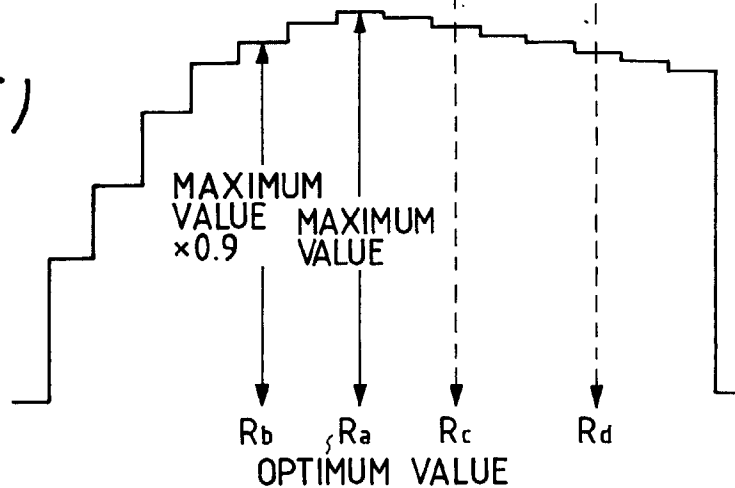 MAXIMUM
VALUE
×0.9
MAXIMUM
VALUE
Rb Ra Rc Rd
OPTIMUM VALUE